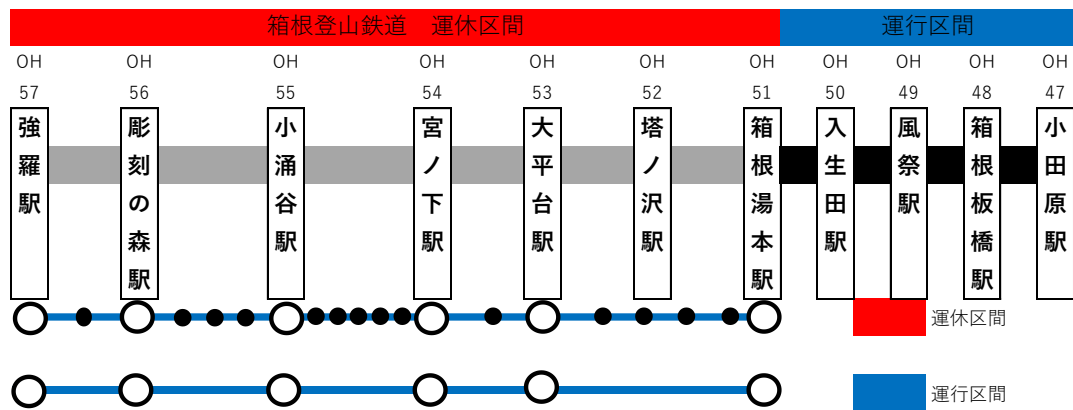 箱根登山鉄道　運休区間
運行区間
OH OH OH OH OH OH OH OH OH OH OH
57 56 55 54 53 52 51 50 49 48 47
強羅駅
彫刻の森駅
小涌谷駅
宮ノ下駅
大平台駅
塔ノ沢駅
箱根湯本駅
入生田駅
風祭駅
箱根板橋駅
小田原駅
運休区間
運行区間